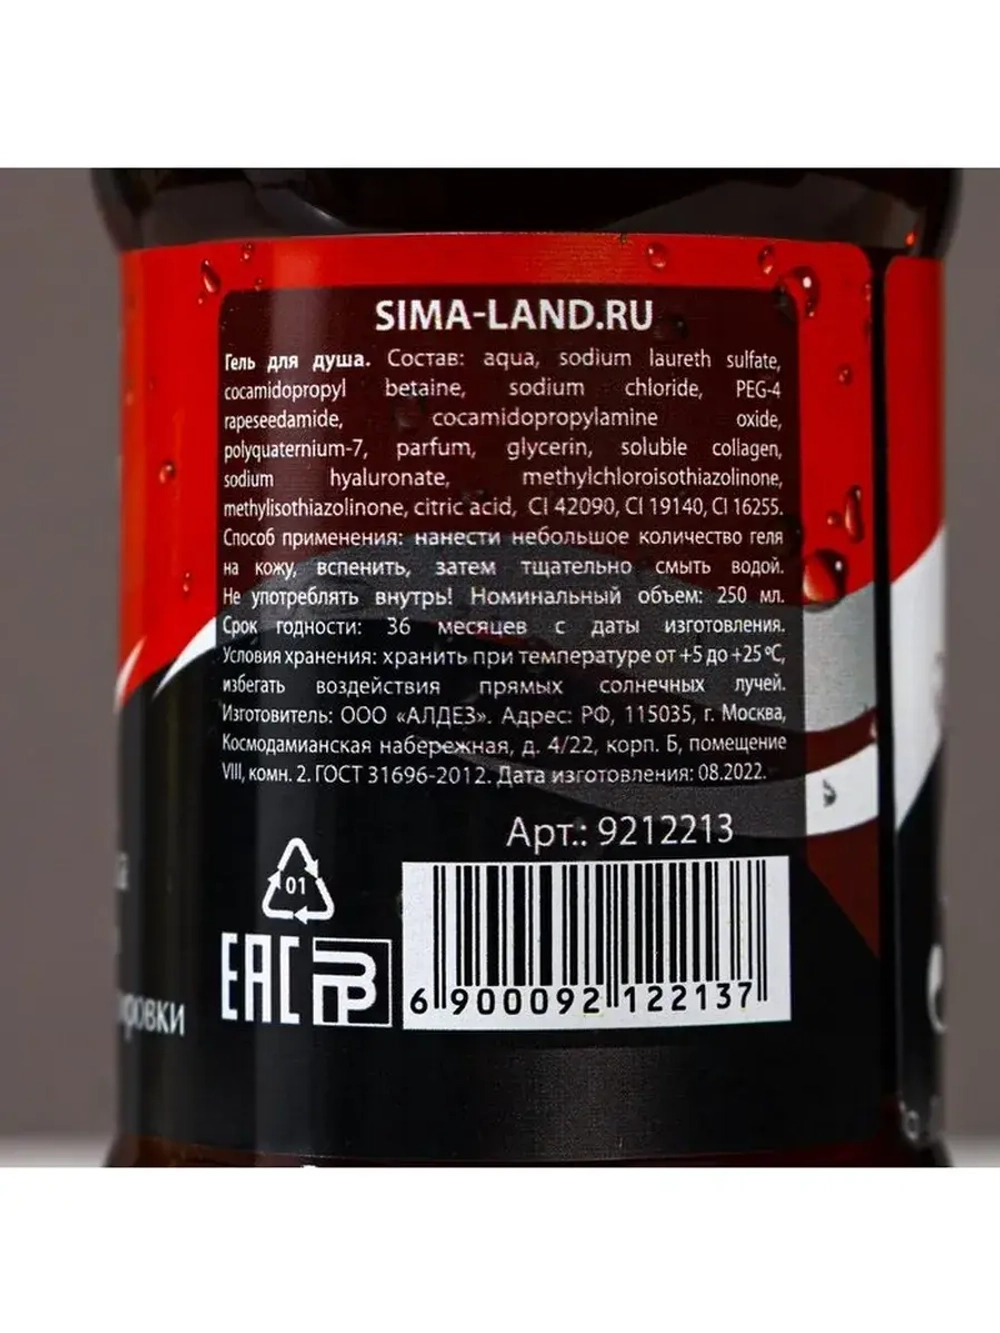 SIMA-LAND.RU
Гель для душа. Состав: aqua, sodium laureth sulfate,
cocamidopropyl betaine, sodium chloride, PEG-4
rapeseedamide, cocamidopropylamine oxide,
polyquaternium-7, parfum, glycerin, soluble collagen,
sodium hyaluronate, methylchloroisothiazolinone,
methylisothiazolinone, citric acid, CI 42090, CI 19140, CI 16255.
Способ применения: нанести небольшое количество геля
на кожу, вспенить, затем тщательно смыть водой.
Не употреблять внутрь! Номинальный объем: 250 мл.
Срок годности: 36 месяцев с даты изготовления.
Условия хранения: хранить при температуре от +5 до +25 ºС,
избегать воздействия прямых солнечных лучей.
Изготовитель: ООО «АЛДЕЗ». Адрес: РФ, 115035, г. Москва,
Космодамианская набережная, д. 4/22, корп. Б, помещение
VIII, комн. 2. ГОСТ 31696-2012. Дата изготовления: 08.2022.
Арт.: 9212213
01
EAC
6 900092 122137